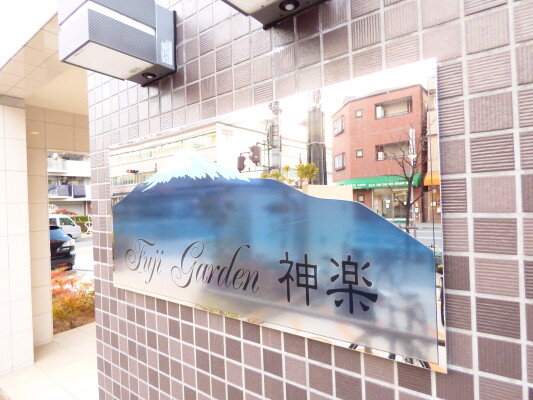 Fuji Garden 神楽